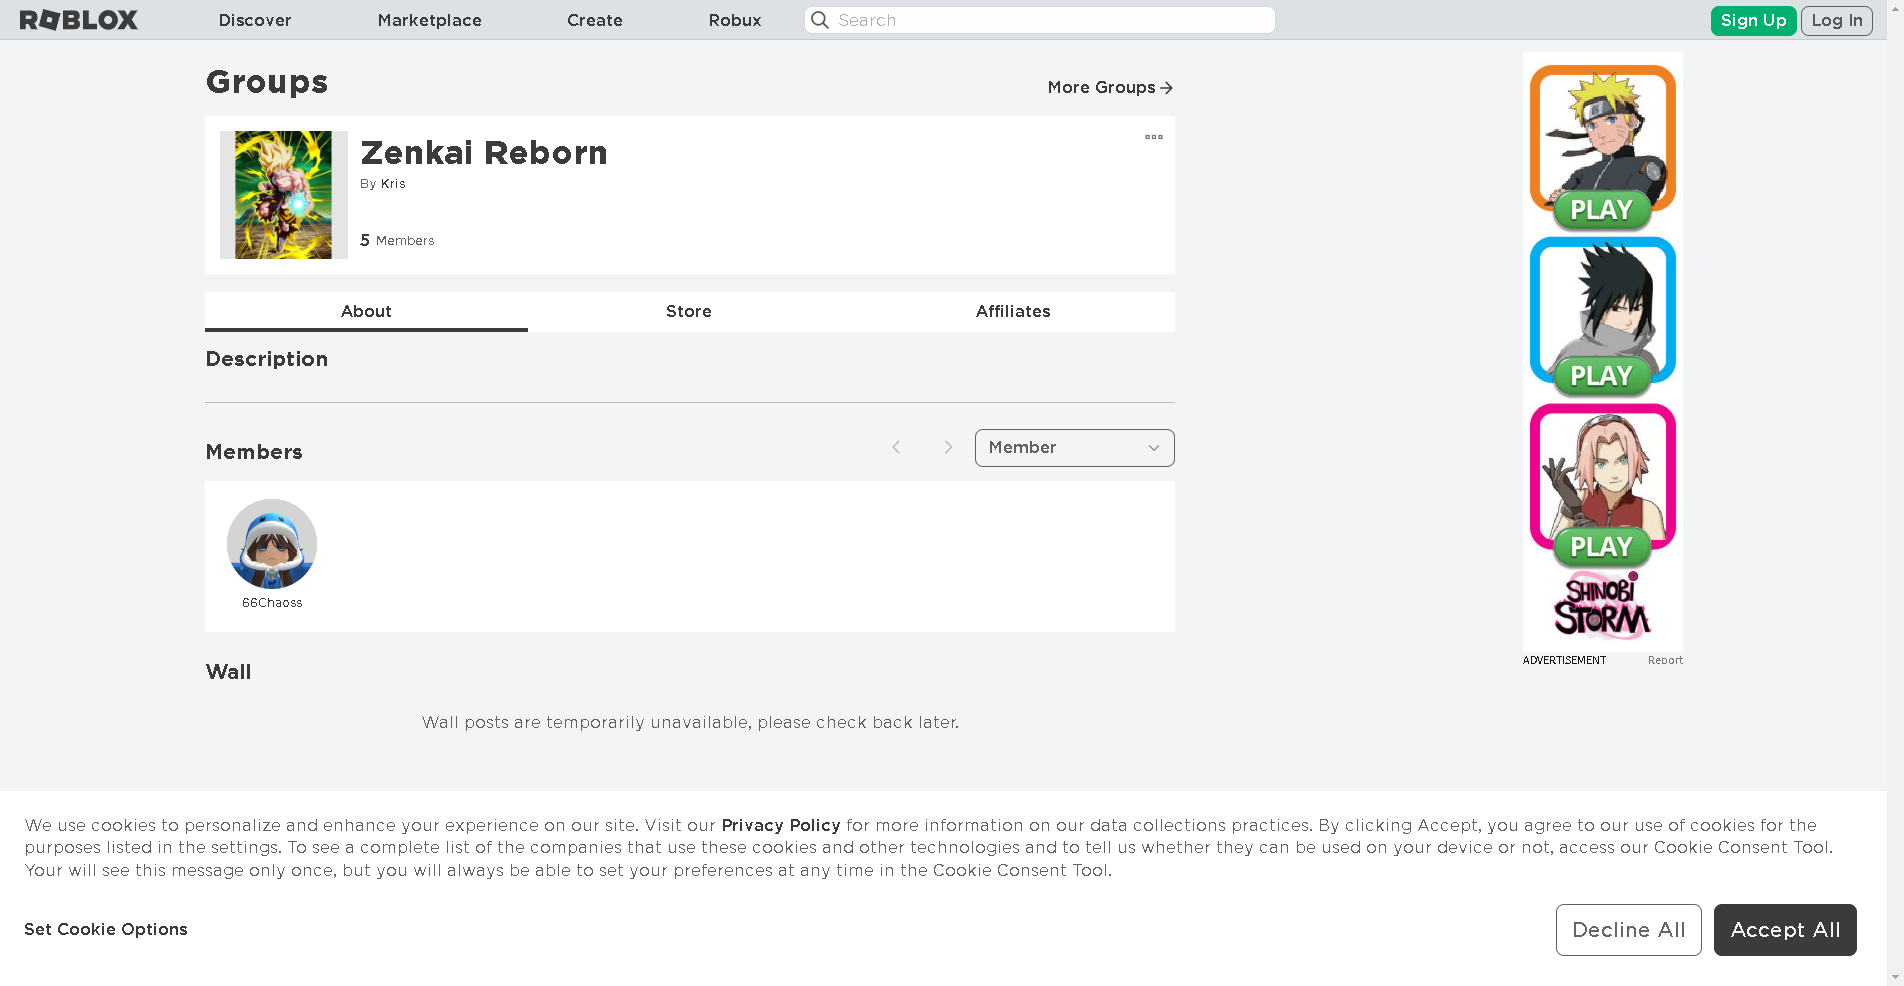 ROBLOX
Discover
Marketplace
Create
Robux
Search
Sign Up
Log In
Groups
More Groups
Zenkai Reborn
By Kris
5 Members
About
Store
Affiliates
Description
Members
Member
66Chaoss
Wall
Wall posts are temporarily unavailable, please check back later.
PLAY
PLAY
PLAY
SHINOBI
STORM
ADVERTISEMENT
Report
We use cookies to personalize and enhance your experience on our site. Visit our Privacy Policy for more information on our data collections practices. By clicking Accept, you agree to our use of cookies for the
purposes listed in the settings. To see a complete list of the companies that use these cookies and other technologies and to tell us whether they can be used on your device or not, access our Cookie Consent Tool.
Your will see this message only once, but you will always be able to set your preferences at any time in the Cookie Consent Tool.
Set Cookie Options
Decline All
Accept All